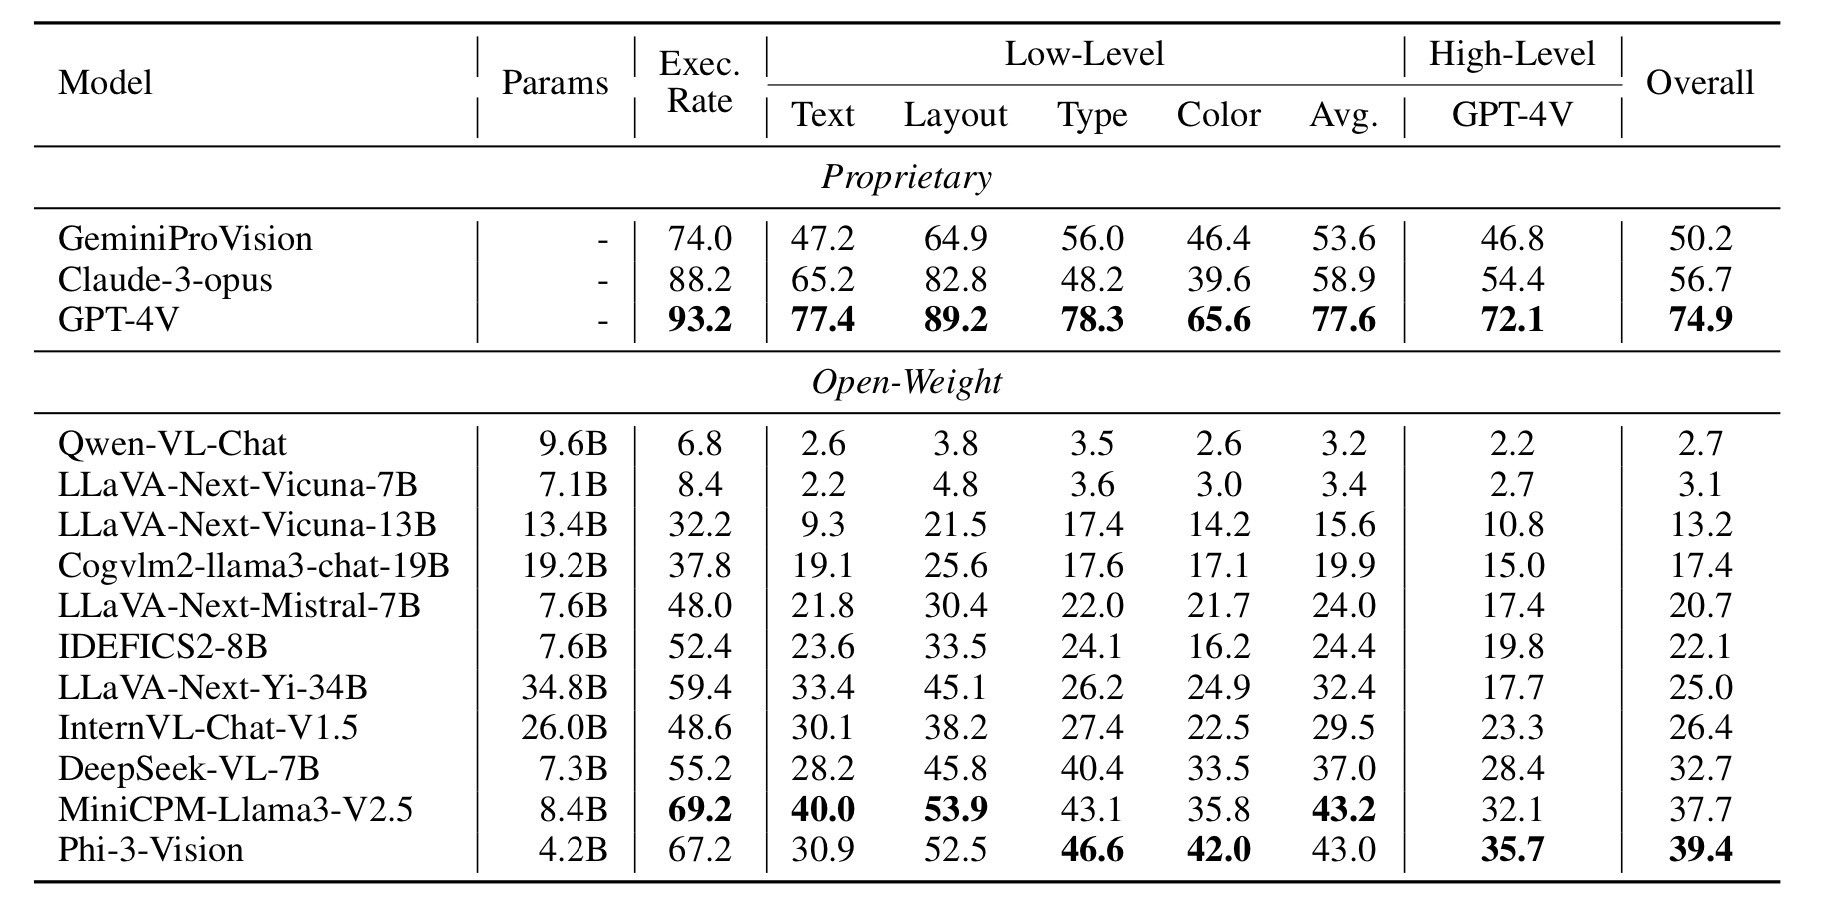 Model Params Exec. Rate Low-Level High-Level Overall
Text Layout Type Color Avg. GPT-4V
Proprietary
GeminiProVision - 74.0 47.2 64.9 56.0 46.4 53.6 46.8 50.2
Claude-3-opus - 88.2 65.2 82.8 48.2 39.6 58.9 54.4 56.7
GPT-4V - 93.2 77.4 89.2 78.3 65.6 77.6 72.1 74.9
Open-Weight
Qwen-VL-Chat 9.6B 6.8 2.6 3.8 3.5 2.6 3.2 2.2 2.7
LLaVA-Next-Vicuna-7B 7.1B 8.4 2.2 4.8 3.6 3.0 3.4 2.7 3.1
LLaVA-Next-Vicuna-13B 13.4B 32.2 9.3 21.5 17.4 14.2 15.6 10.8 13.2
Cogvlm2-llama3-chat-19B 19.2B 37.8 19.1 25.6 17.6 17.1 19.9 15.0 17.4
LLaVA-Next-Mistral-7B 7.6B 48.0 21.8 30.4 22.0 21.7 24.0 17.4 20.7
IDEFICS2-8B 7.6B 52.4 23.6 33.5 24.1 16.2 24.4 19.8 22.1
LLaVA-Next-Yi-34B 34.8B 59.4 33.4 45.1 26.2 24.9 32.4 17.7 25.0
InternVL-Chat-V1.5 26.0B 48.6 30.1 38.2 27.4 22.5 29.5 23.3 26.4
DeepSeek-VL-7B 7.3B 55.2 28.2 45.8 40.4 33.5 37.0 28.4 32.7
MiniCPM-Llama3-V2.5 8.4B 69.2 40.0 53.9 43.1 35.8 43.2 32.1 37.7
Phi-3-Vision 4.2B 67.2 30.9 52.5 46.6 42.0 43.0 35.7 39.4